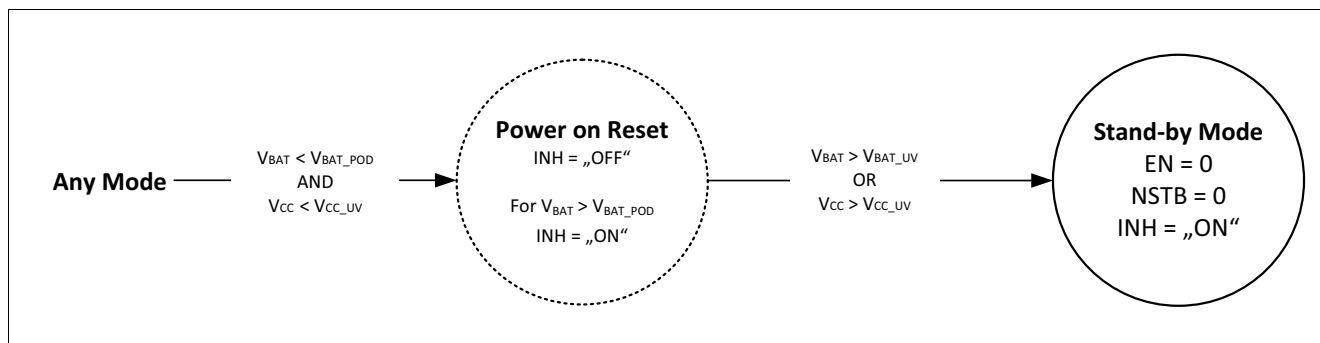 Any Mode
VBAT < VBAT_POD
AND
VCC < VCC_UV
Power on Reset
INH = „OFF“
For VBAT > VBAT_POD
INH = „ON“
VBAT > VBAT_UV
OR
VCC > VCC_UV
Stand-by Mode
EN = 0
NSTB = 0
INH = „ON“